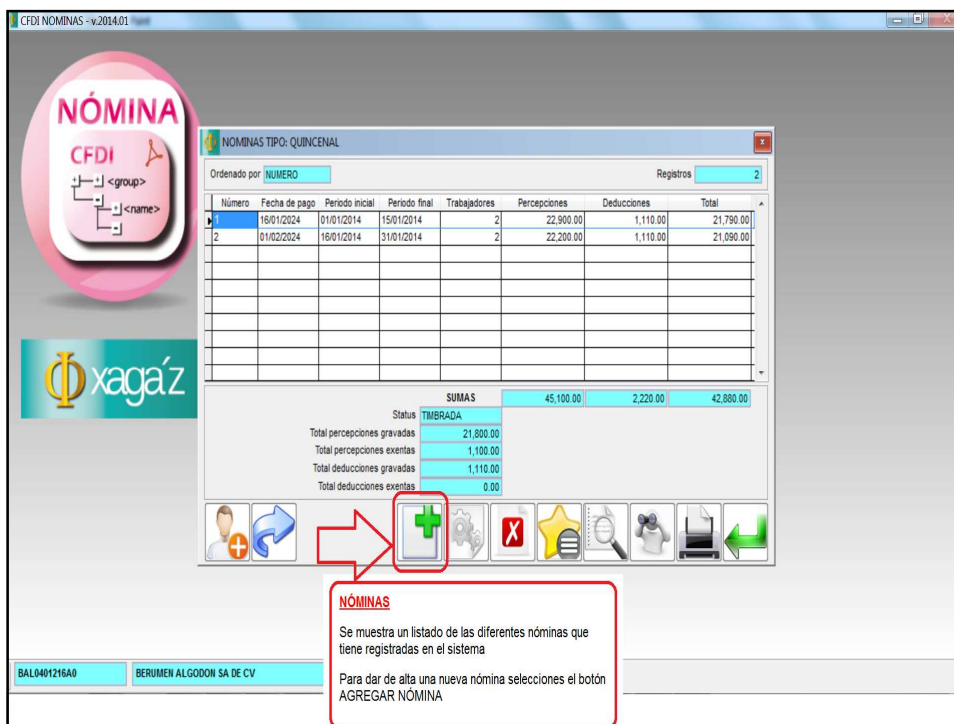 CFDI NOMINAS - v.2014.01
NÓMINA
CFDI
<group>
<name>
xagaíz
NOMINAS TIPO: QUINCENAL
Ordenado por NUMERO Registros 2
Número Fecha de pago Periodo inicial Periodo final Trabajadores Percepciones Deducciones Total
1 16/01/2024 01/01/2014 15/01/2014 2 22,900.00 1,110.00 21,790.00
2 01/02/2024 16/01/2014 31/01/2014 2 22,200.00 1,110.00 21,090.00
SUMAS 45,100.00 2,220.00 42,880.00
Status TIMBRADA
Total percepciones gravadas 21,800.00
Total percepciones exentas 1,100.00
Total deducciones gravadas 1,110.00
Total deducciones exentas 0.00
NÓMINAS
Se muestra un listado de las diferentes nóminas que
tiene registradas en el sistema
Para dar de alta una nueva nómina selecciones el botón
AGREGAR NÓMINA
BAL0401216A0 BERUMEN ALGODON SA DE CV